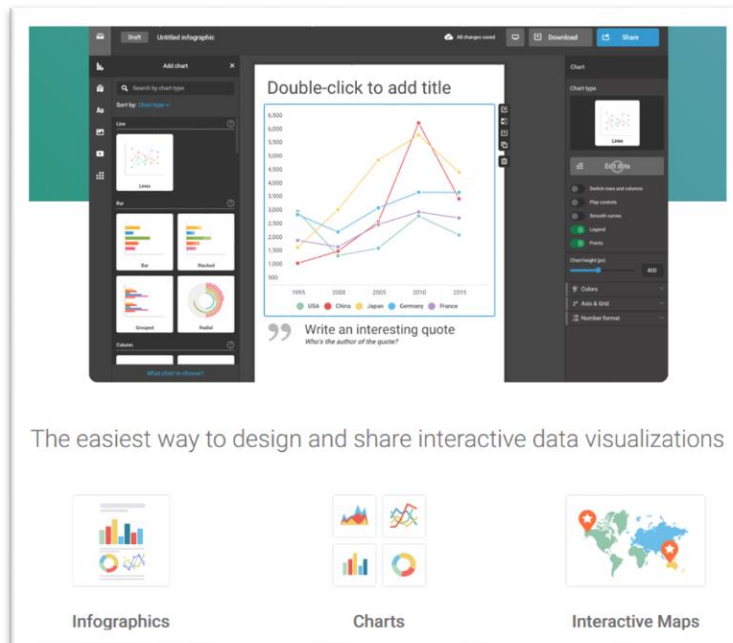 Draft Untitled infographic All changes saved Download Share
Add chart
Search by chart type
Sort by: Chart type
Line
Lines
Bar
Bar Stacked
Grouped Radial
Column
What chart to choose?
Double-click to add title
6,500
6,000
5,500
5,000
4,500
4,000
3,500
3,000
2,500
2,000
1,500
1,000
500
1995 2000 2005 2010 2015
USA China Japan Germany France
Write an interesting quote
Who's the author of the quote?
Chart
Chart type
Lines
Edit data
Switch rows and columns
Play controls
Smooth curves
Legend
Points
Chart height (px)
400
Colors
Axis & Grid
Number format
The easiest way to design and share interactive data visualizations
Infographics Charts Interactive Maps